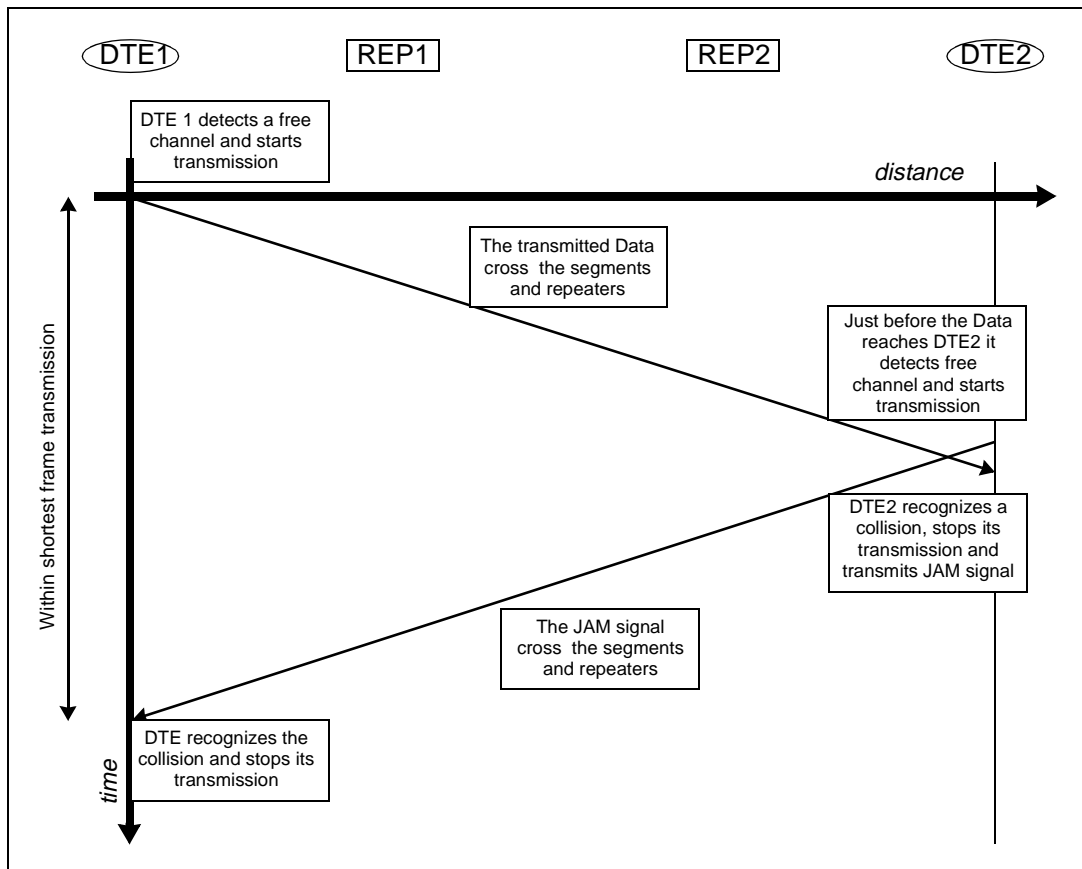 DTE1
REP1
REP2
DTE2
DTE 1 detects a free
channel and starts
transmission
distance
The transmitted Data
cross the segments
and repeaters
Just before the Data
reaches DTE2 it
detects free
channel and starts
transmission
Within shortest frame transmission
DTE2 recognizes a
collision, stops its
transmission and
transmits JAM signal
The JAM signal
cross the segments
and repeaters
DTE recognizes the
collision and stops its
transmission
time